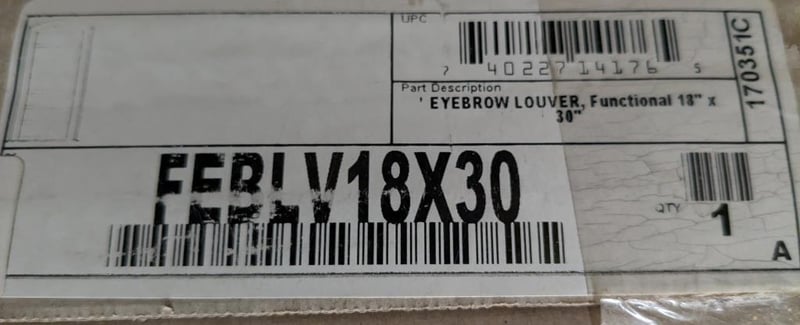 UPC
7 40227 14176 5
170351C
Part Description
' EYEBROW LOUVER, Functional 18" x
30"
FEBLV18X30
QTY
1
A